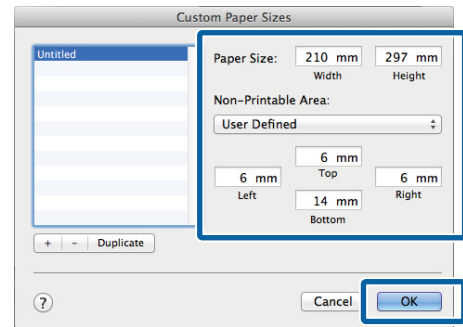 Custom Paper Sizes
Untitled
Paper Size: 210 mm 297 mm
Width Height
Non-Printable Area:
User Defined
6 mm
Top
6 mm 6 mm
Left Right
14 mm
Bottom
+ - Duplicate
? Cancel OK